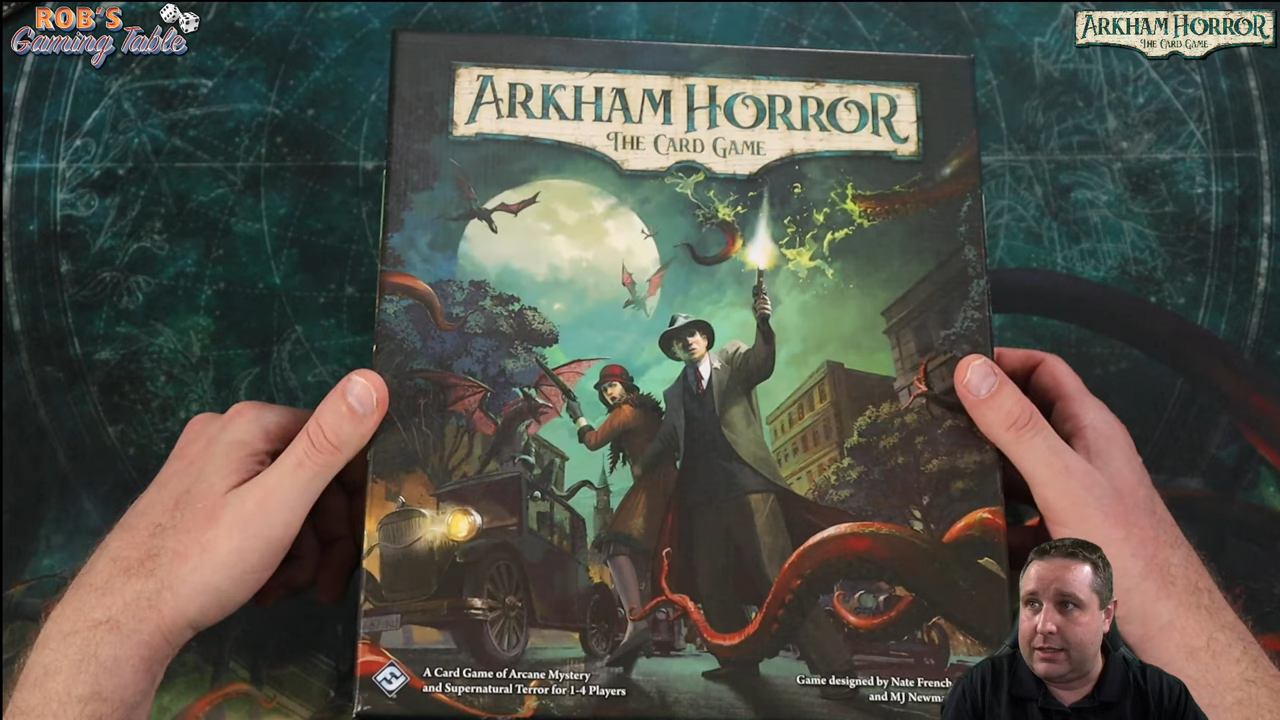 ROB'S
Gaming Table
ARKHAM HORROR
THE CARD GAME
ARKHAM HORROR
THE CARD GAME
A Card Game of Arcane Mystery
and Supernatural Terror for 1-4 Players
Game designed by Nate French
and MJ